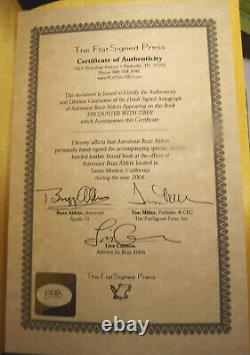 The FlatSigned Press
Certificate of Authenticity
This document is Issued to Certify the Authenticity
and Lifetime Guarantee of the Hand Signed Autograph
of Astronaut Buzz Aldrin Appearing on this Book
ENCOUNTER WITH TIBER
which Accompanies this Certificate
I hereby affirm that Astronaut Buzz Aldrin
personally hand signed the accompanying special
bonded leather bound book at the offices of
Astronaut Buzz Aldrin located in
Santa Monica, California
during the year 2004.
Buzz Aldrin, Astronaut
Apollo 11
Tim Miller, Publisher & CEO
The FlatSigned Press, Inc.
Lisa Cannon
Attorney for Buzz Aldrin
898
The FlatSigned Press